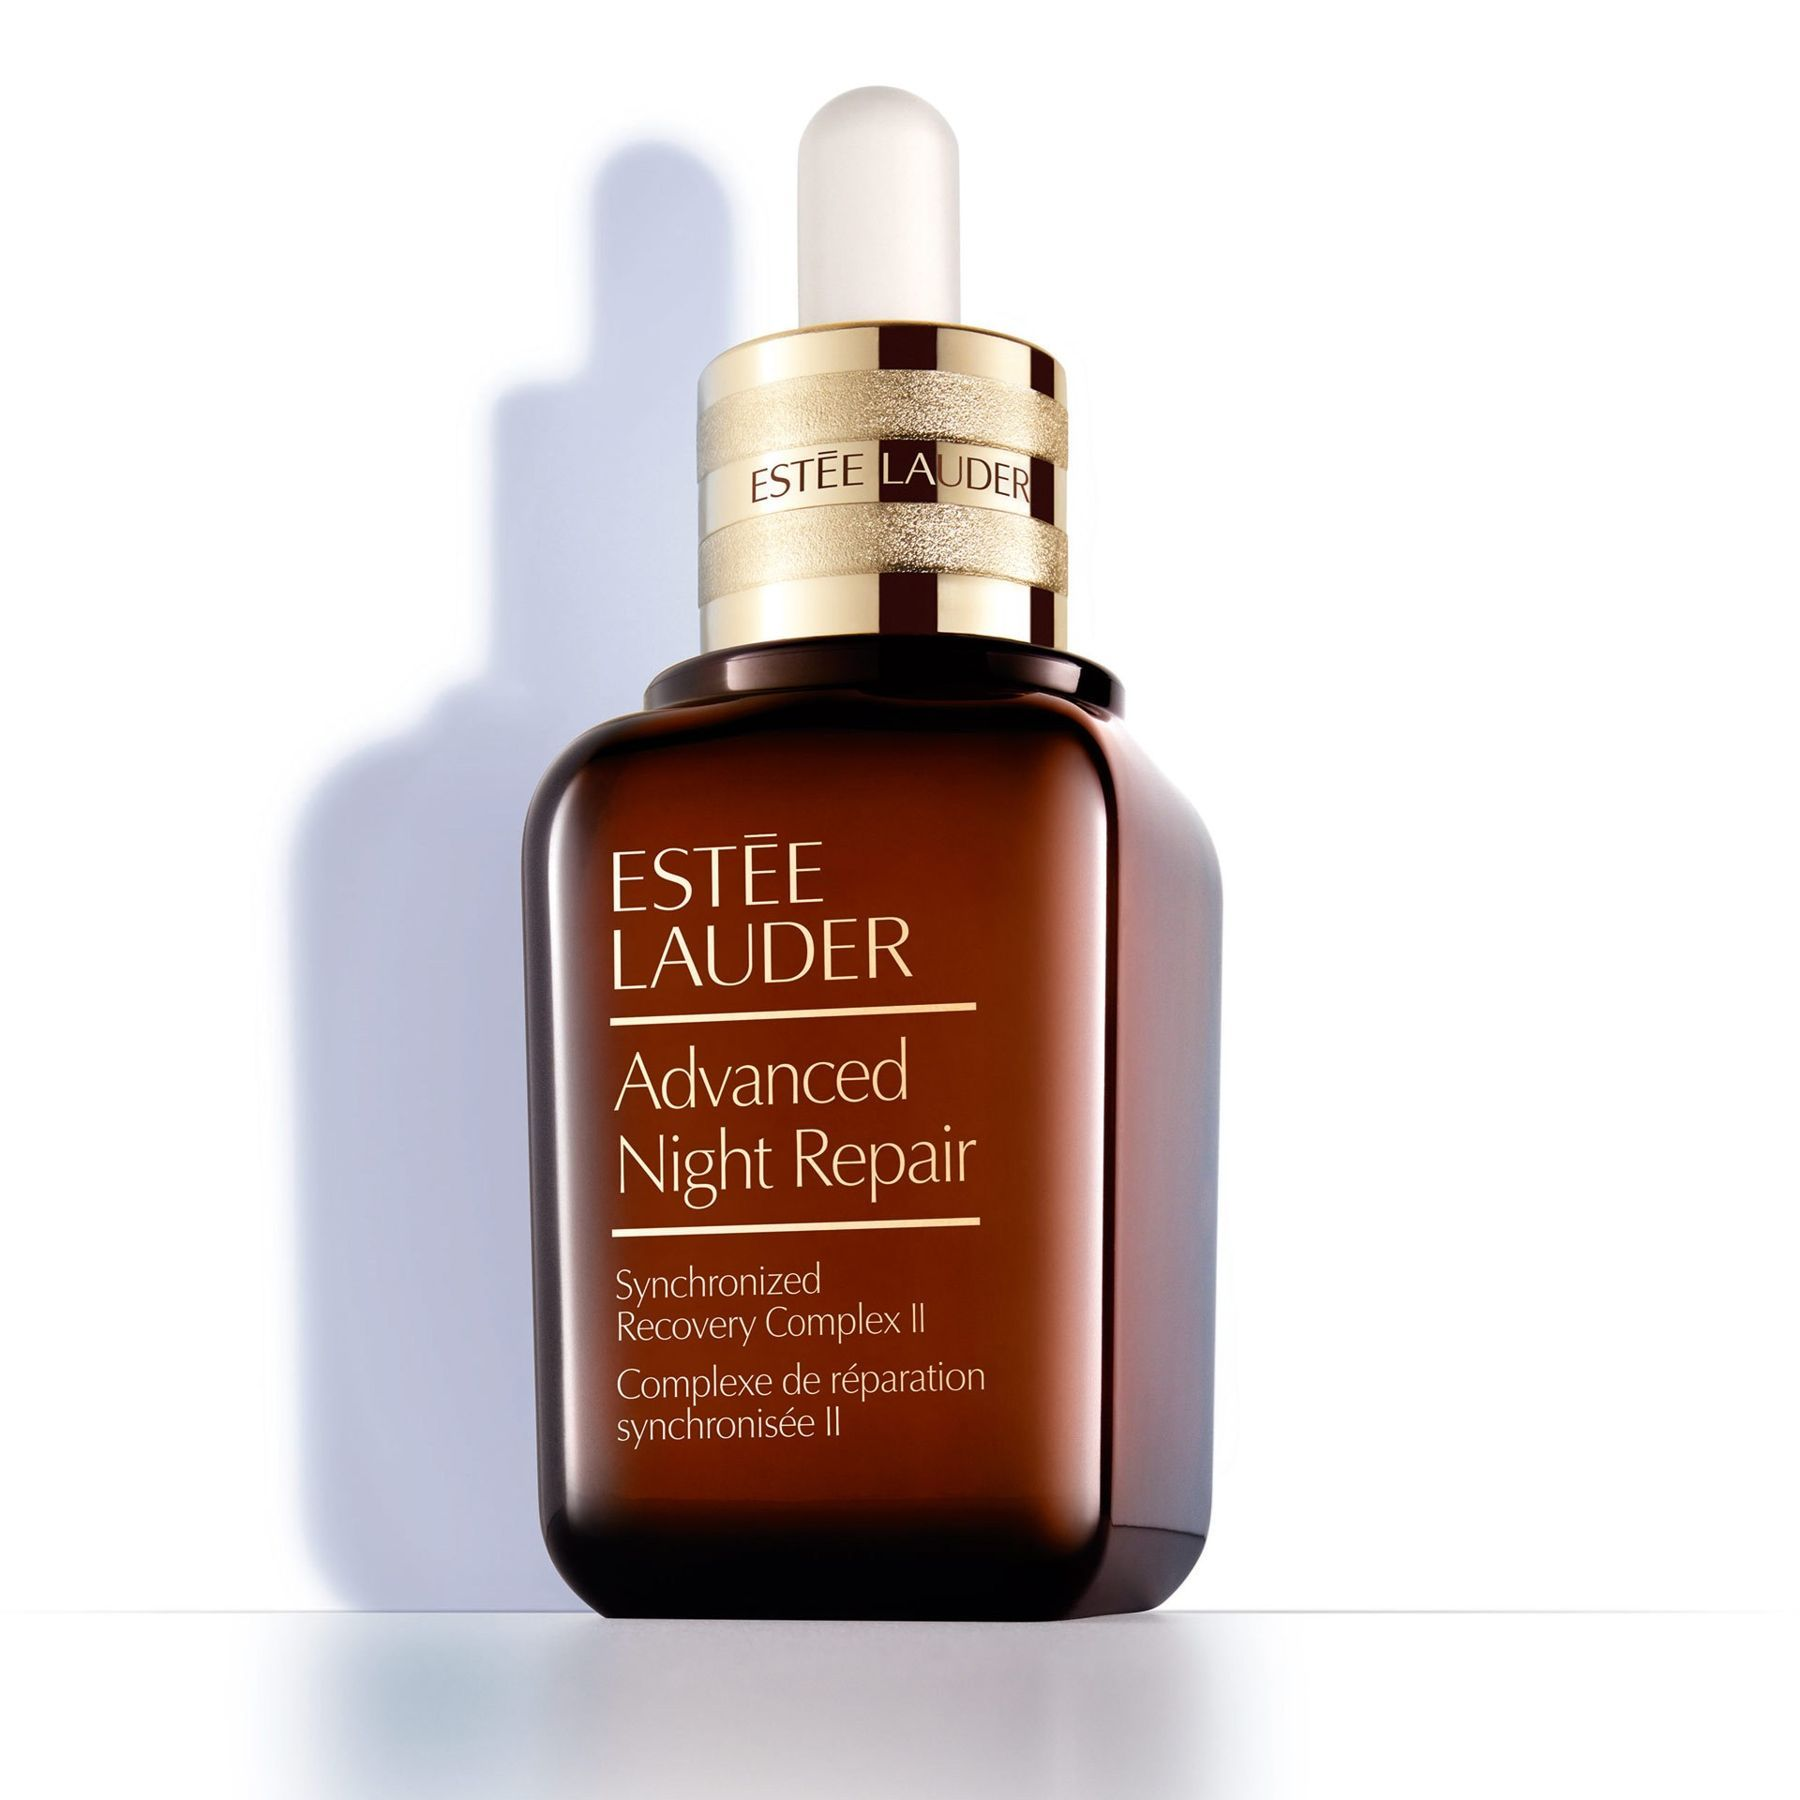 ESTĒE LAUDER
ESTĒE
LAUDER
Advanced
Night Repair
Synchronized
Recovery Complex II
Complexe de réparation
synchronisée II